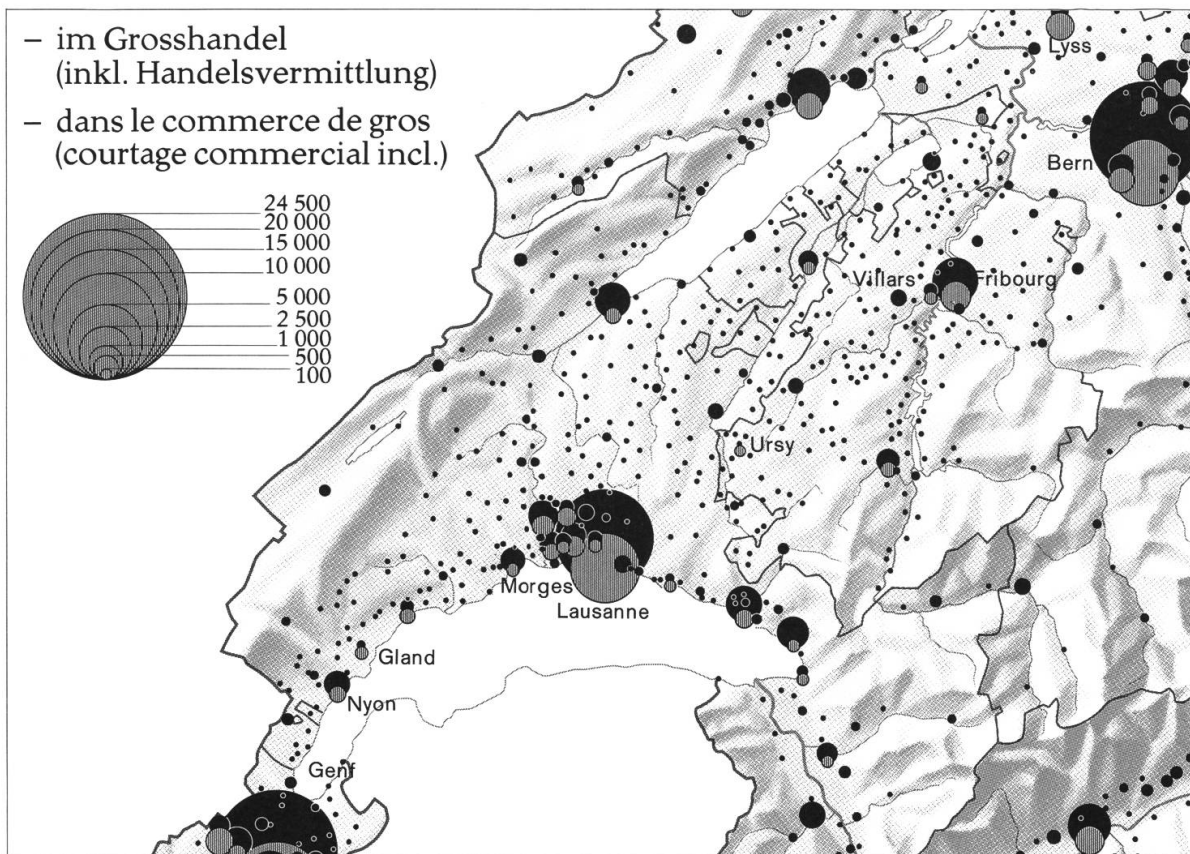 – im Grosshandel
(inkl. Handelsvermittlung)
– dans le commerce de gros
(courtage commercial incl.)
24 500
20 000
15 000
10 000
5 000
2 500
1 000
500
100
Lyss
Bern
Villars
Fribourg
Ursy
Morges
Lausanne
Gland
Nyon
Genf